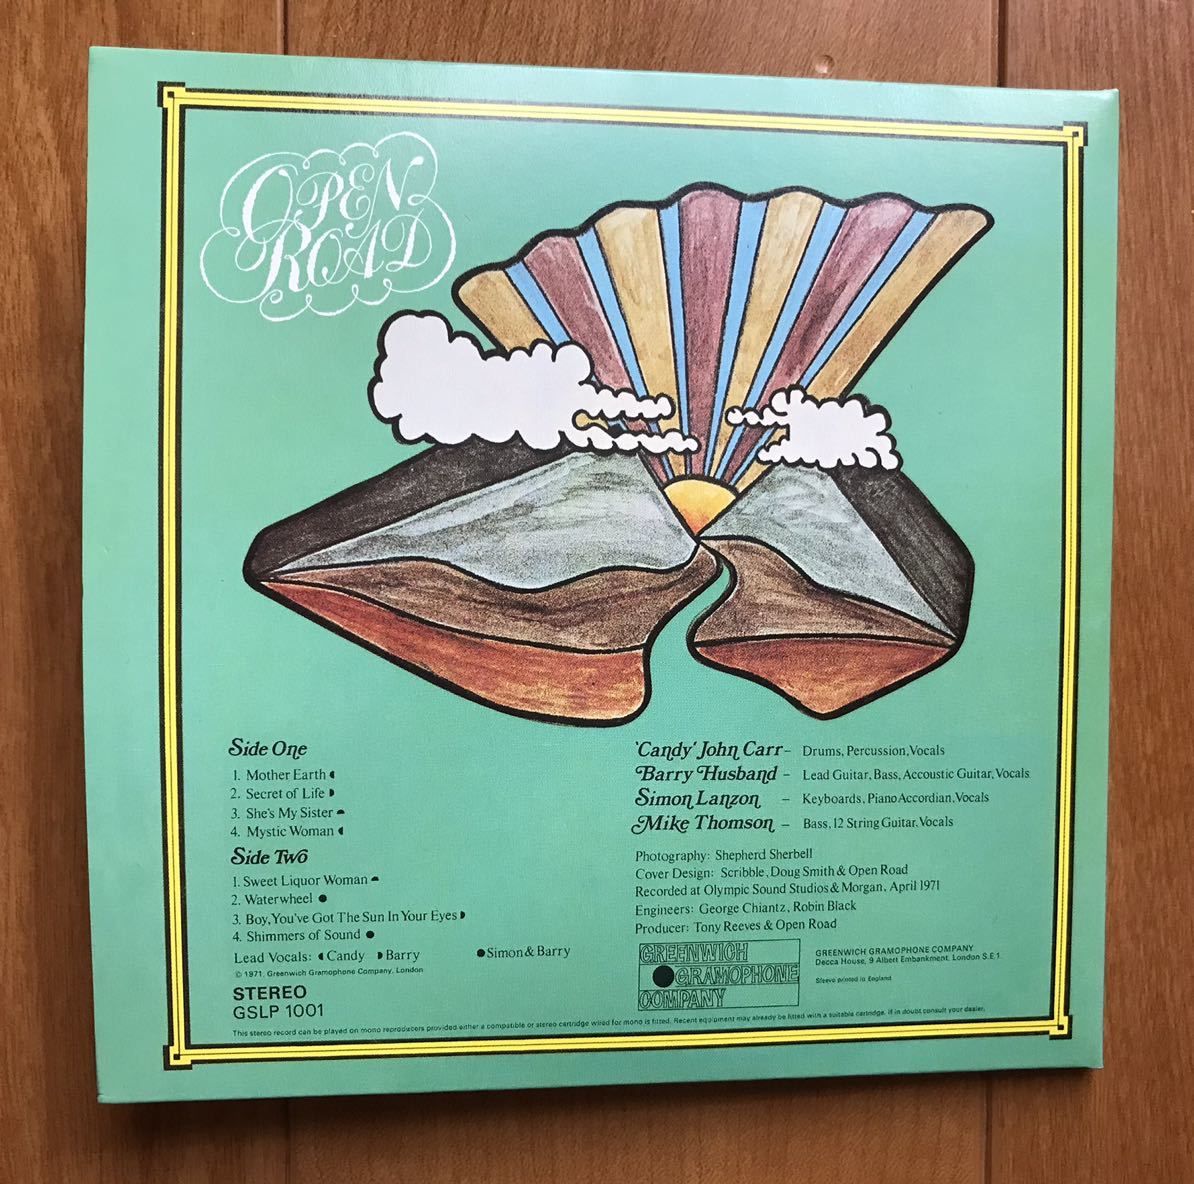 OPEN
ROAD
Side One
1. Mother Earth
2. Secret of Life
3. She's My Sister
4. Mystic Woman
Side Two
1. Sweet Liquor Woman
2. Waterwheel
3. Boy, You've Got The Sun In Your Eyes
4. Shimmers of Sound
Lead Vocals: Candy Barry Simon & Barry
© 1971, Greenwich Gramophone Company, London
STEREO
GSLP 1001
'Candy' John Carr – Drums, Percussion, Vocals
Barry Husband – Lead Guitar, Bass, Accoustic Guitar, Vocals
Simon Lanzon – Keyboards, Piano Accordian, Vocals
Mike Thomson – Bass, 12 String Guitar, Vocals
Photography: Shepherd Sherbell
Cover Design: Scribble, Doug Smith & Open Road
Recorded at Olympic Sound Studios & Morgan, April 1971
Engineers: George Chiantz, Robin Black
Producer: Tony Reeves & Open Road
GREENWICH
GRAMOPHONE
COMPANY
GREENWICH GRAMOPHONE COMPANY
Decca House, 9 Albert Embankment, London S.E.1.
Sleeve printed in England
This stereo record can be played on mono reproducers provided either a compatible or stereo cartridge wired for mono is fitted. Recent equipment may already be fitted with a suitable cartridge. If in doubt consult your dealer.